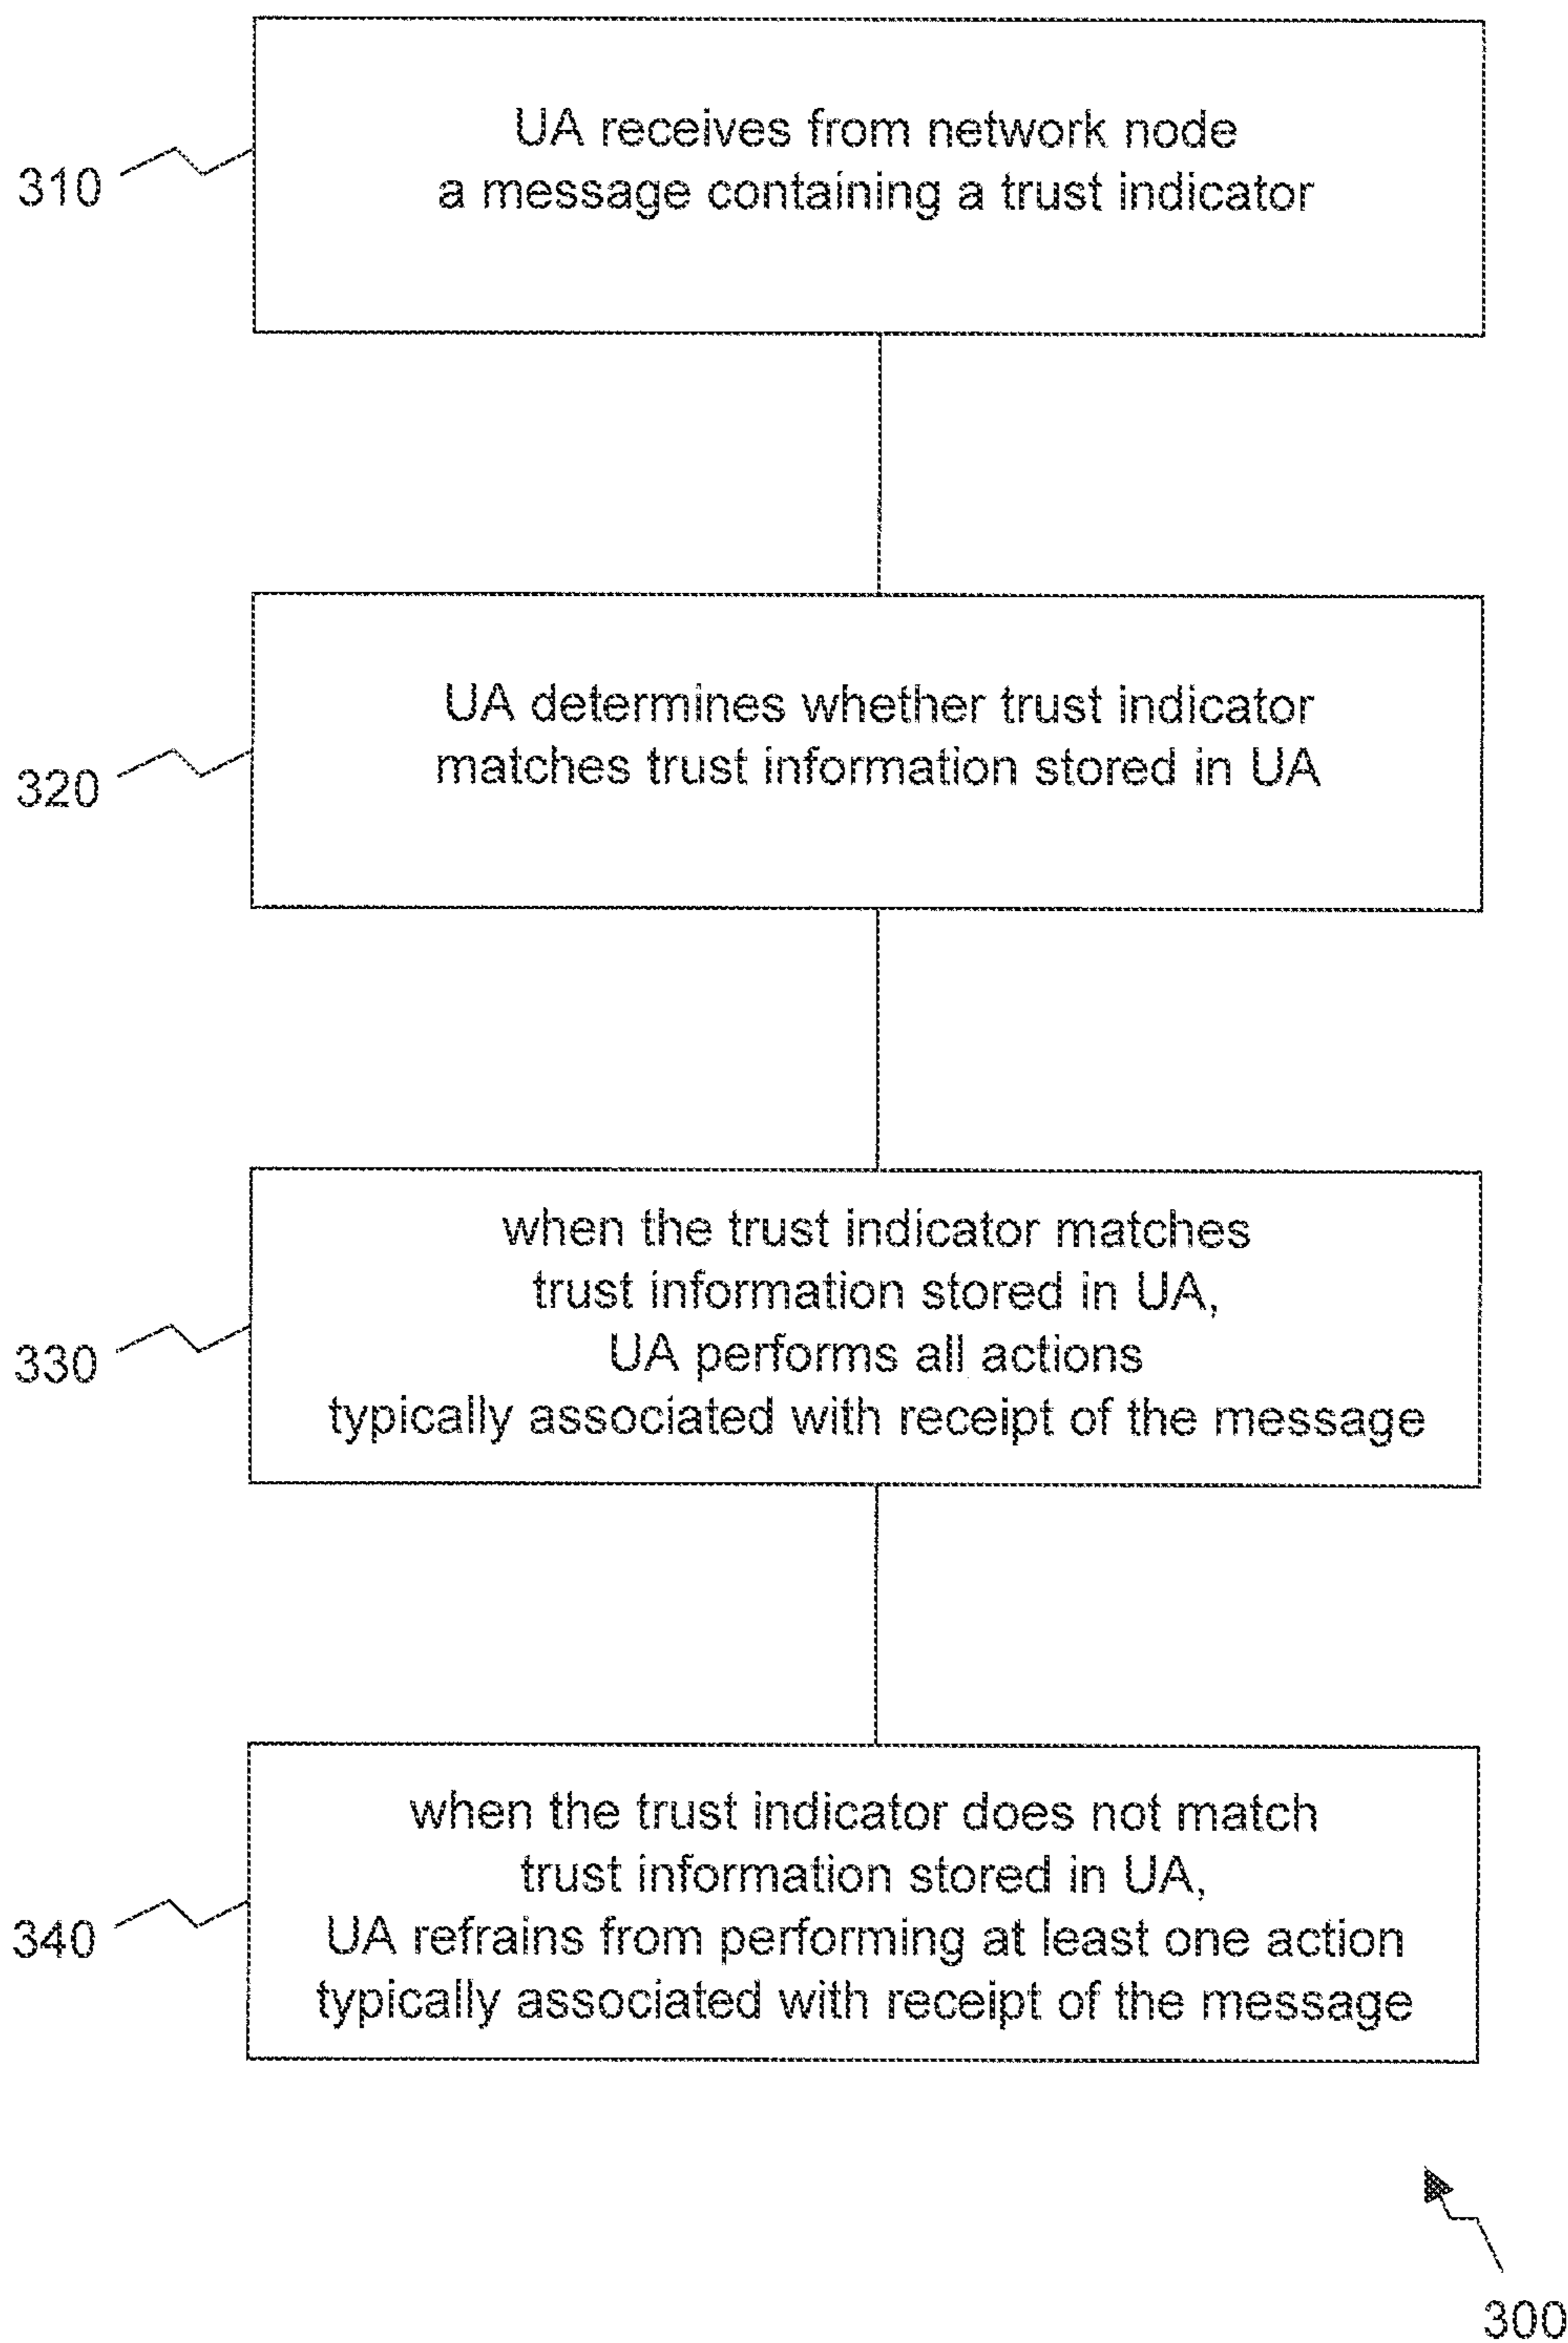 UA receives from network node
a message containing a trust indicator
310
UA determines whether trust indicator
matches trust information stored in UA
320
when the trust indicator matches
trust information stored in UA,
UA performs all actions
typically associated with receipt of the message
330
when the trust indicator does not match
trust information stored in UA,
UA refrains from performing at least one action
typically associated with receipt of the message
340
300